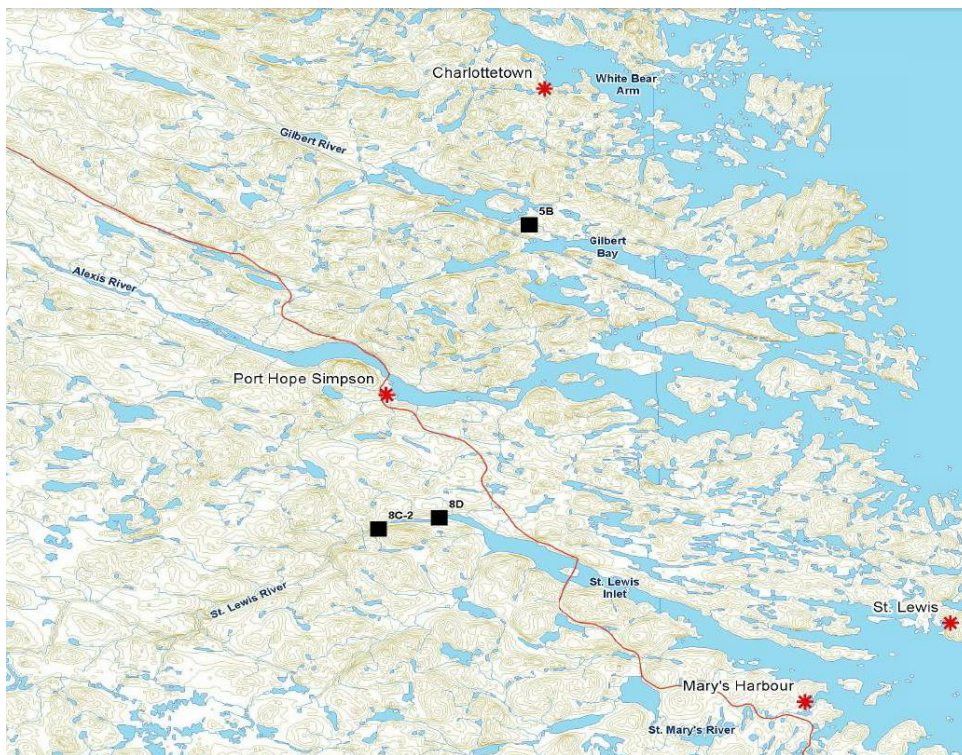 Charlottetown
White Bear
Arm
Gilbert River
5B
Gilbert
Bay
Alexis River
Port Hope Simpson
8C-2
8D
St. Lewis River
St. Lewis
Inlet
St. Lewis
Mary's Harbour
St. Mary's River